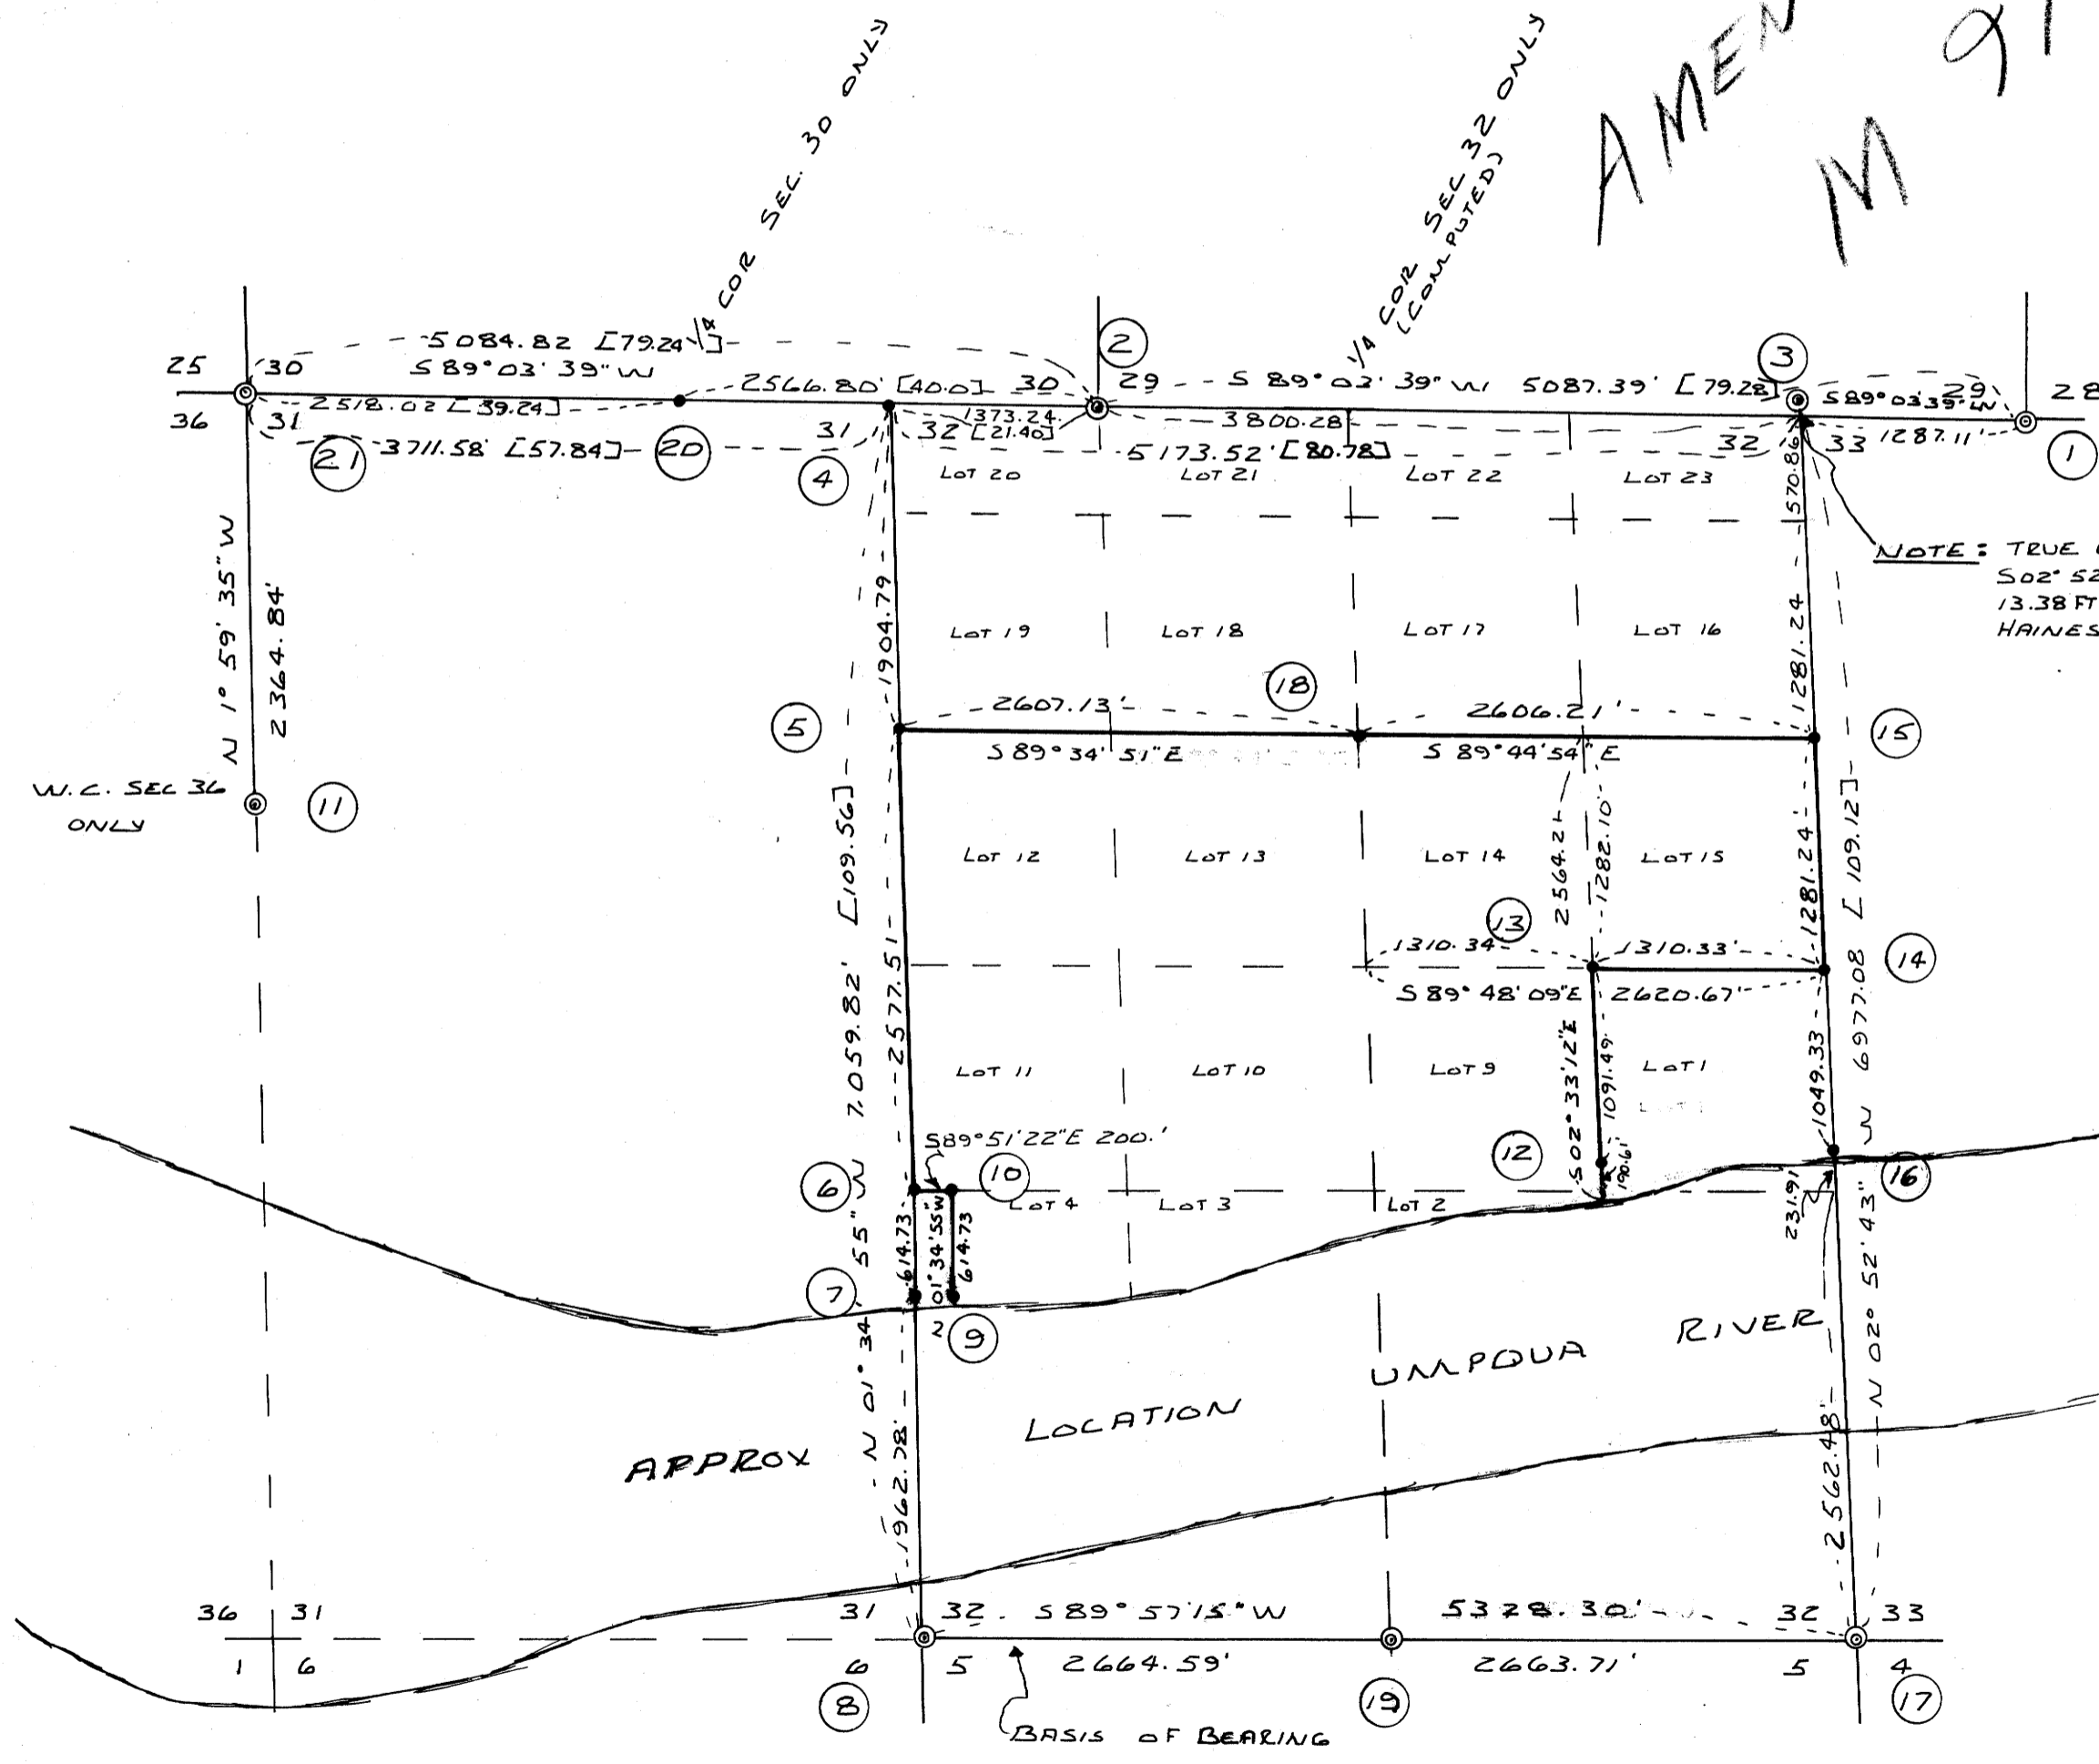 AMEN
M 91
1/4 COR SEC. 30 ONLY
1/4 COR SEC 32 ONLY
(COMPUTED)
5084.82 [79.24]
S 89° 03' 39" W
2
3
25
30
2566.80' [40.0]
30
29
S 89° 03' 39" W 5087.39' [79.28]
S89°03'39"W
29
28
36
31
2518.02 [39.24]
1373.24
[21.40]
3800.28
21
3711.58' [57.84]
20
31
32
5173.52' [80.78]
32
33
1287.11'
1
4
LOT 20
LOT 21
LOT 22
LOT 23
1570.86
NOTE: TRUE
S02° 52
13.38 FT
HAINES
N 1° 59' 35" W
2364.84'
1904.79
LOT 19
LOT 18
LOT 17
LOT 16
1281.24
18
5
2607.13'
2606.21'
15
S 89° 34' 51" E
S 89° 44' 54" E
W.C. SEC 36
ONLY
11
7,059.82' [109.56]
N 01° 34' 55" W
2577.51
LOT 12
LOT 13
LOT 14
LOT 15
2564.21
1282.10'
1281.24
6977.08 [109.12]
N 02° 52' 43" W
13
1310.34
1310.33'
14
S 89° 48' 09" E 2620.67'
S 02° 33' 12" E
1091.49
1049.33
LOT 11
LOT 10
LOT 9
LOT 1
S89°51'22"E 200.'
10
12
190.61
16
231.91
6
LOT 4
LOT 3
LOT 2
614.73
01° 34' 55" W
614.73
7
2
9
APPROX LOCATION UMPQUA RIVER
1962.78'
2562.48'
36
31
31
32
S 89° 57' 15" W
5328.30'
32
33
1
6
6
5
2664.59'
2663.71'
5
4
8
19
17
BASIS OF BEARING